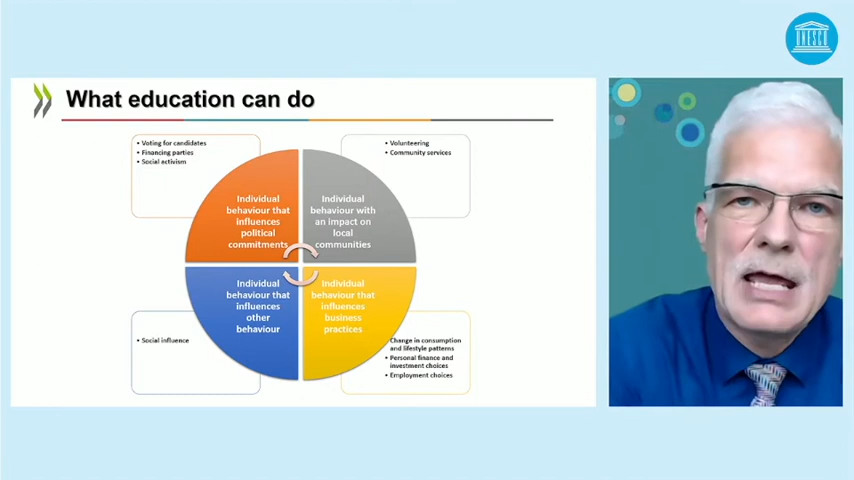 UNESCO
What education can do
• Voting for candidates
• Financing parties
• Social activism
• Volunteering
• Community services
Individual
behaviour that
influences
political
commitments
Individual
behaviour with
an impact on
local
communities
Individual
behaviour that
influences
other
behaviour
Individual
behaviour that
influences
business
practices
• Social influence
Change in consumption
and lifestyle patterns
• Personal finance and
investment choices
• Employment choices